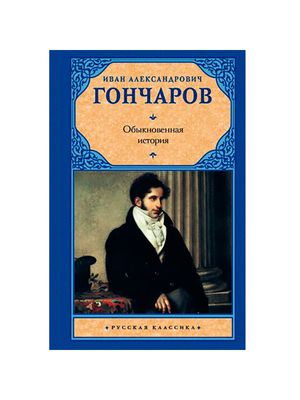 ИВАН АЛЕКСАНДРОВИЧ
ГОНЧАРОВ
Обыкновенная
история
РУССКАЯ КЛАССИКА